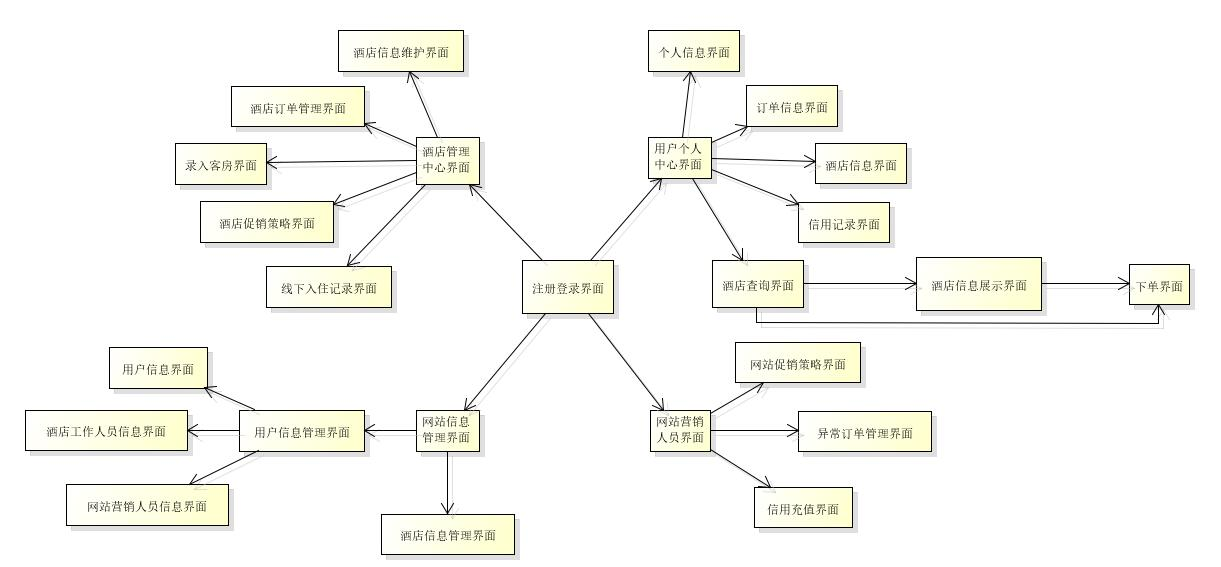 酒店信息维护界面
个人信息界面
酒店订单管理界面
订单信息界面
录入客房界面
酒店管理
中心界面
用户个人
中心界面
酒店信息界面
酒店促销策略界面
信用记录界面
线下入住记录界面
注册登录界面
酒店查询界面
酒店信息展示界面
下单界面
用户信息界面
网站促销策略界面
酒店工作人员信息界面
用户信息管理界面
网站信息
管理界面
网站营销
人员界面
异常订单管理界面
网站营销人员信息界面
信用充值界面
酒店信息管理界面